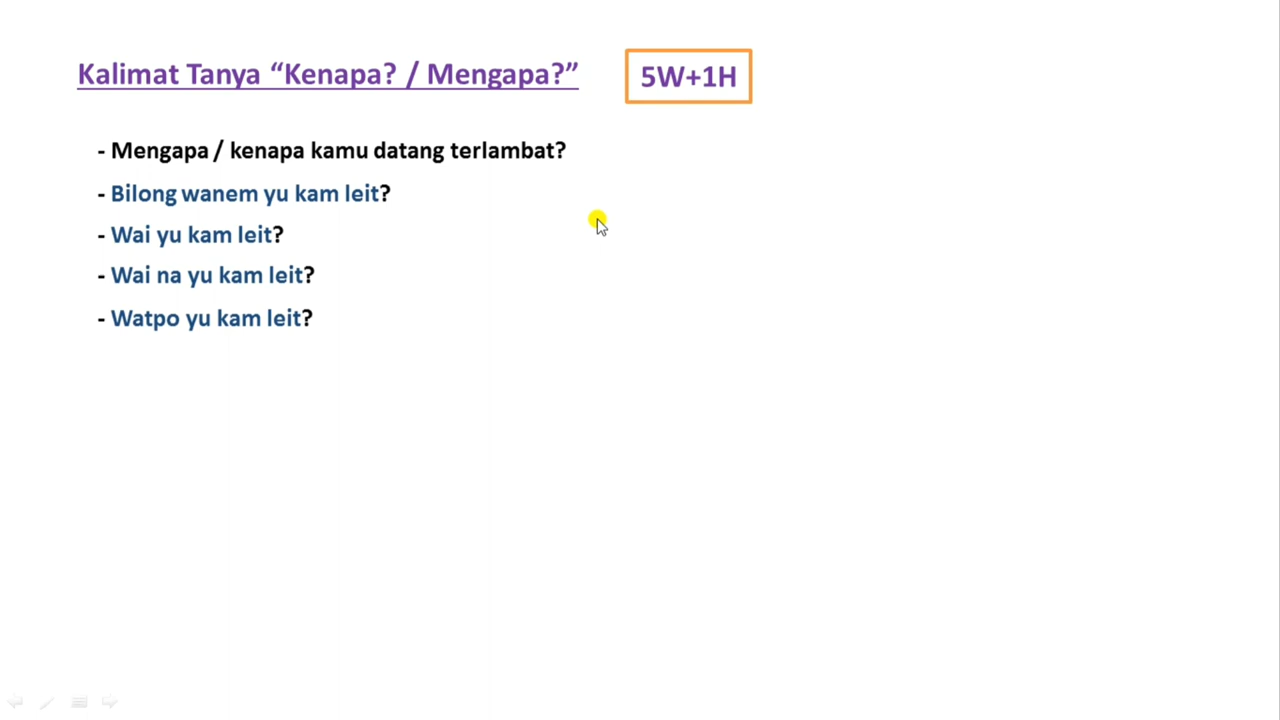 Kalimat Tanya “Kenapa? / Mengapa?”
5W+1H
- Mengapa / kenapa kamu datang terlambat?
- Bilong wanem yu kam leit?
- Wai yu kam leit?
- Wai na yu kam leit?
- Watpo yu kam leit?